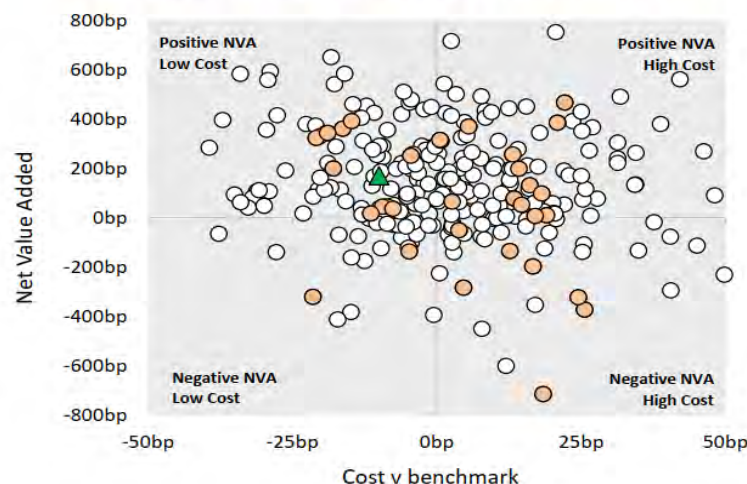 800bp
Positive NVA
Low Cost
Positive NVA
High Cost
600bp
400bp
200bp
0bp
-200bp
-400bp
-600bp
-800bp
Net Value Added
Negative NVA
Low Cost
Negative NVA
High Cost
-50bp -25bp 0bp 25bp 50bp
Cost v benchmark